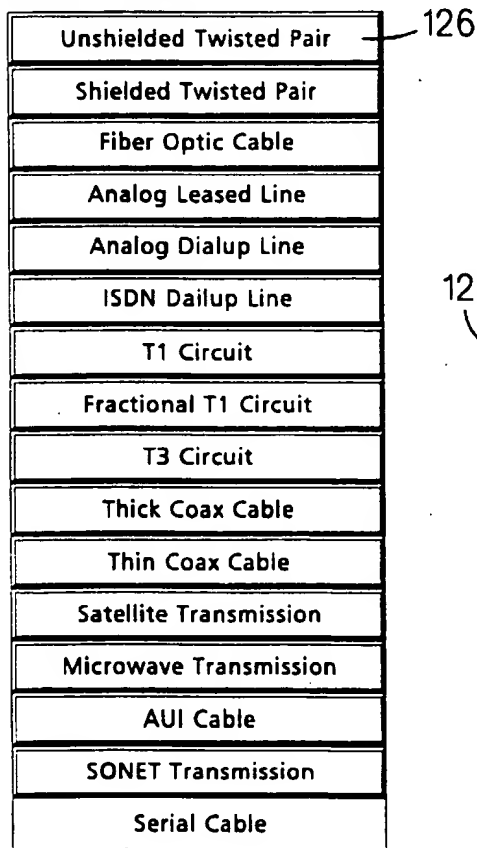 Unshielded Twisted Pair
126
Shielded Twisted Pair
Fiber Optic Cable
Analog Leased Line
Analog Dialup Line
ISDN Dailup Line
12
T1 Circuit
Fractional T1 Circuit
T3 Circuit
Thick Coax Cable
Thin Coax Cable
Satellite Transmission
Microwave Transmission
AUI Cable
SONET Transmission
Serial Cable